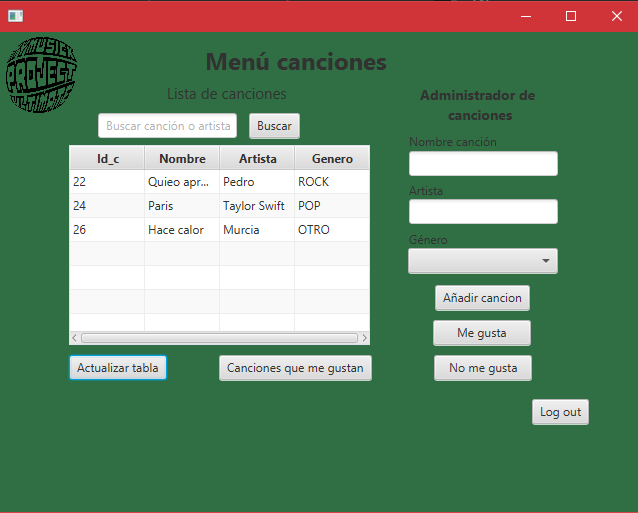 MUSIC
PROJECT
ULTIMATE
Menú canciones
Lista de canciones
Buscar canción o artista
Buscar
Id_c Nombre Artista Genero
22 Quieo apr... Pedro ROCK
24 Paris Taylor Swift POP
26 Hace calor Murcia OTRO
Actualizar tabla
Canciones que me gustan
Administrador de
canciones
Nombre canción
Artista
Género
Añadir cancion
Me gusta
No me gusta
Log out